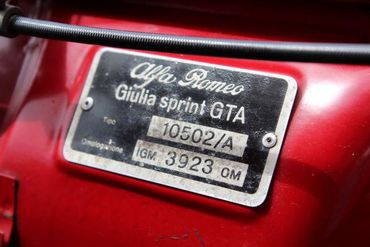 Alfa Romeo
Giulia sprint GTA
Tipo 10502/A
Omologazione IGM 3923 OM